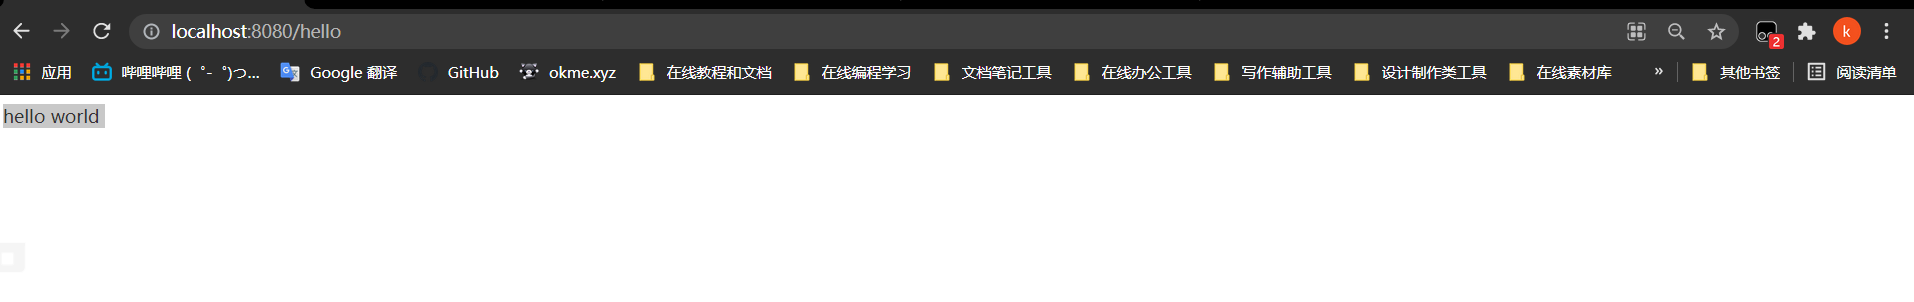 localhost:8080/hello
2
k
应用 哔哩哔哩 ( ゜- ゜)つ... Google 翻译 GitHub okme.xyz 在线教程和文档 在线编程学习 文档笔记工具 在线办公工具 写作辅助工具 设计制作类工具 在线素材库 » 其他书签 阅读清单
hello world